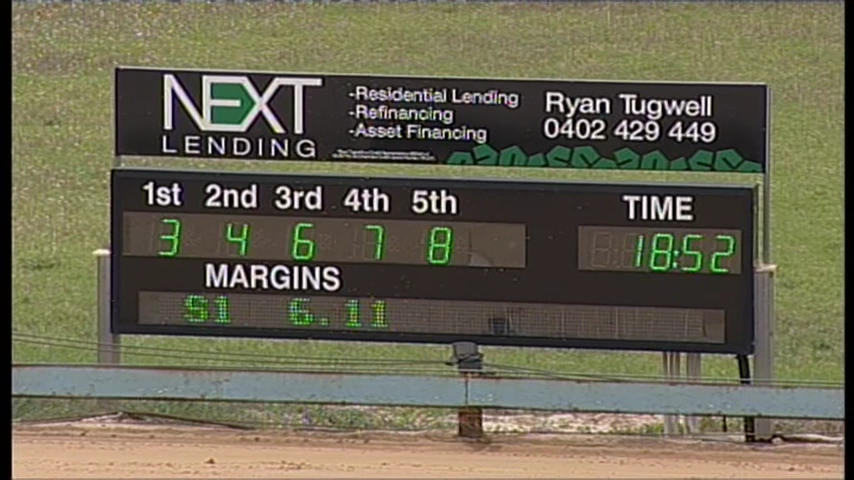 NEXT
LENDING
-Residential Lending
-Refinancing
-Asset Financing
Ryan Tugwell
0402 429 449
1st 2nd 3rd 4th 5th TIME
3 4 6 7 8 18:52
MARGINS
S1 6.11